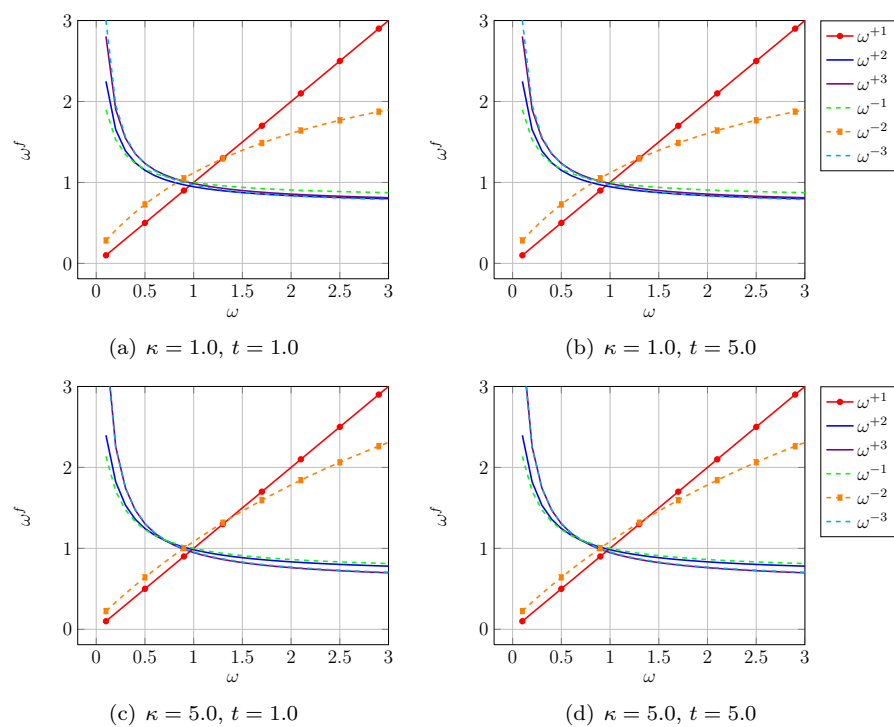 3
2
1
0
ω^f
0 0.5 1 1.5 2 2.5 3
ω
(a) κ = 1.0, t = 1.0
3
2
1
0
ω^f
0 0.5 1 1.5 2 2.5 3
ω
(b) κ = 1.0, t = 5.0
ω^{+1}
ω^{+2}
ω^{+3}
ω^{−1}
ω^{−2}
ω^{−3}
3
2
1
0
ω^f
0 0.5 1 1.5 2 2.5 3
ω
(c) κ = 5.0, t = 1.0
3
2
1
0
ω^f
0 0.5 1 1.5 2 2.5 3
ω
(d) κ = 5.0, t = 5.0
ω^{+1}
ω^{+2}
ω^{+3}
ω^{−1}
ω^{−2}
ω^{−3}